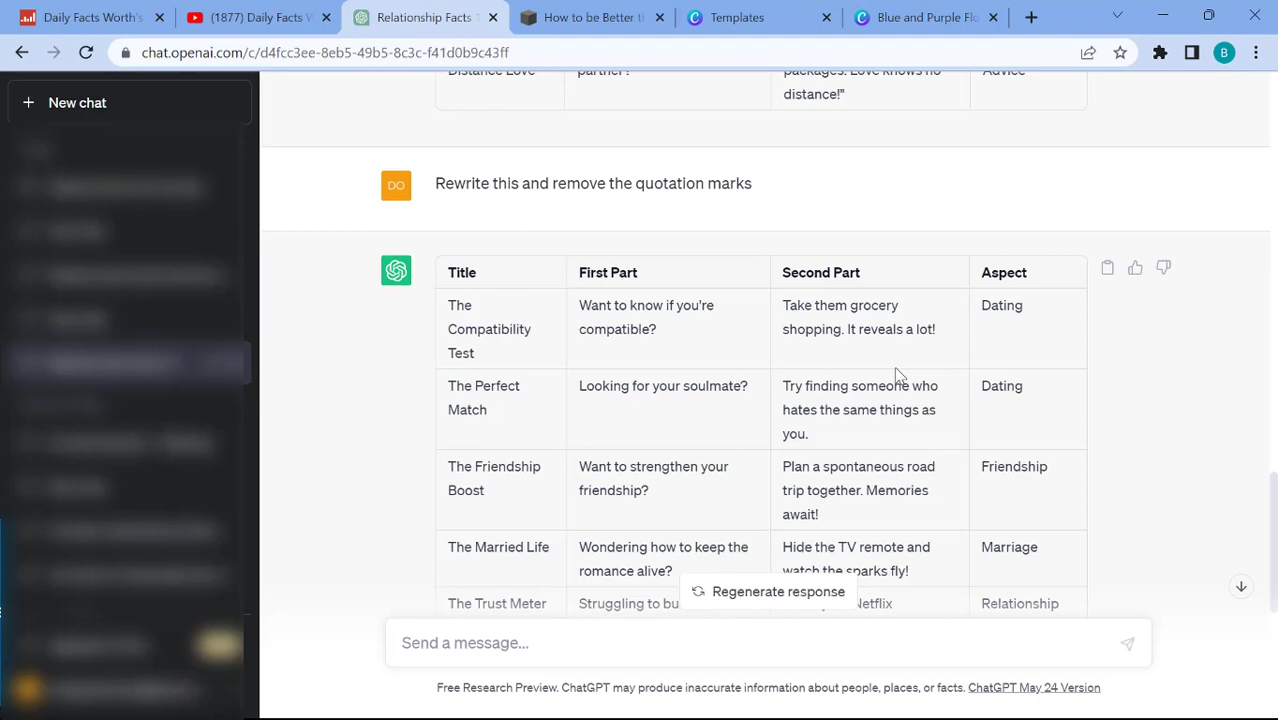 Daily Facts Worth's
(1877) Daily Facts W
Relationship Facts 1
How to be Better t
Templates
Blue and Purple Flo
chat.openai.com/c/d4fcc3ee-8eb5-49b5-8c3c-f41d0b9c43ff
B
New chat
Distance Love
partner?
packages. Love knows no
distance!"
Advice
DO
Rewrite this and remove the quotation marks
Title
First Part
Second Part
Aspect
The
Compatibility
Test
Want to know if you're
compatible?
Take them grocery
shopping. It reveals a lot!
Dating
The Perfect
Match
Looking for your soulmate?
Try finding someone who
hates the same things as
you.
Dating
The Friendship
Boost
Want to strengthen your
friendship?
Plan a spontaneous road
trip together. Memories
await!
Friendship
The Married Life
Wondering how to keep the
romance alive?
Hide the TV remote and
watch the sparks fly!
Marriage
Regenerate response
The Trust Meter
Struggling to bu
Netflix
Relationship
Send a message...
Free Research Preview. ChatGPT may produce inaccurate information about people, places, or facts. ChatGPT May 24 Version